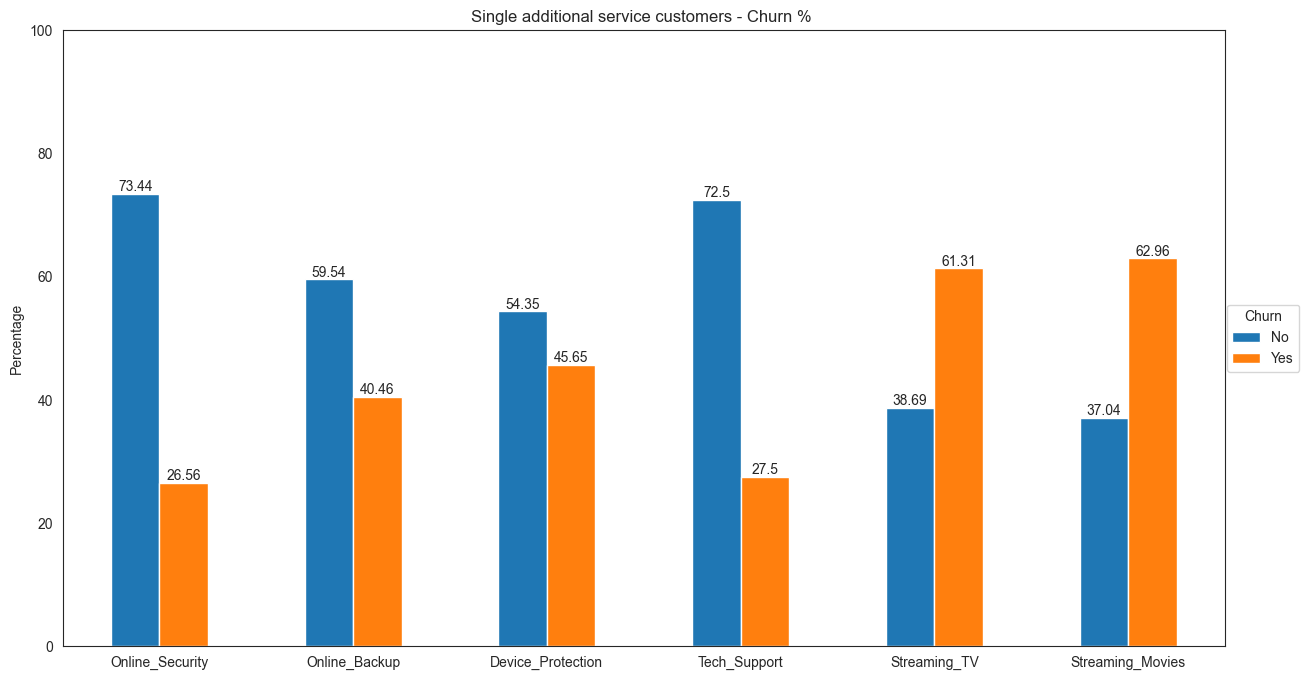 Single additional service customers - Churn %
100
80
60
40
20
0
Percentage
73.44
26.56
59.54
40.46
54.35
45.65
72.5
27.5
38.69
61.31
37.04
62.96
Online_Security
Online_Backup
Device_Protection
Tech_Support
Streaming_TV
Streaming_Movies
Churn
No
Yes